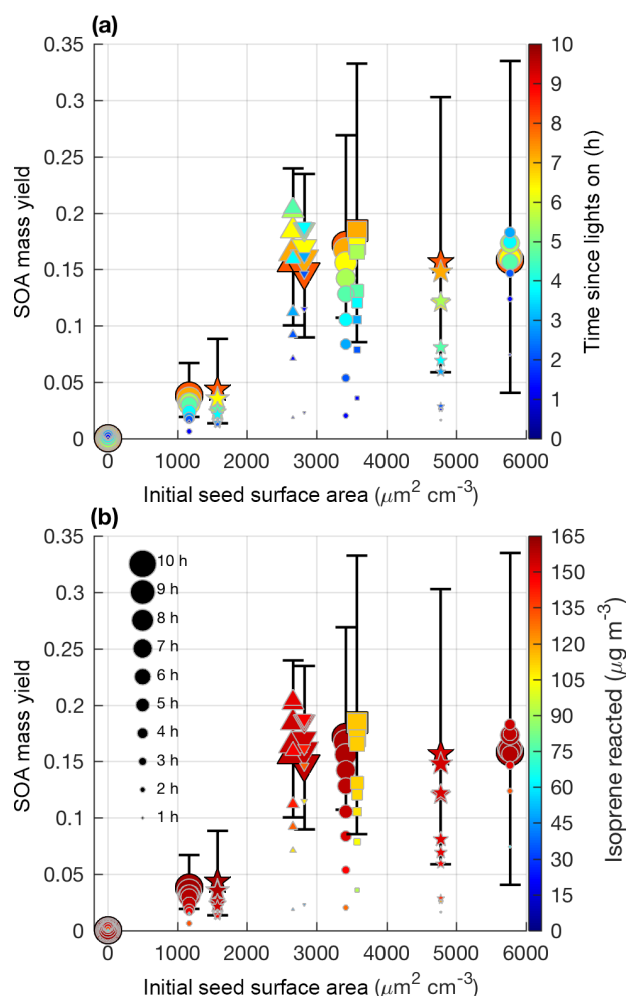 (a)
0.35
0.3
0.25
0.2
0.15
0.1
0.05
0
SOA mass yield
0 1000 2000 3000 4000 5000 6000
Initial seed surface area (μm² cm⁻³)
10
9
8
7
6
5
4
3
2
1
0
Time since lights on (h)
(b)
0.35
0.3
0.25
0.2
0.15
0.1
0.05
0
SOA mass yield
10 h
9 h
8 h
7 h
6 h
5 h
4 h
3 h
2 h
1 h
0 1000 2000 3000 4000 5000 6000
Initial seed surface area (μm² cm⁻³)
165
150
135
120
105
90
75
60
45
30
15
0
Isoprene reacted (μg m⁻³)